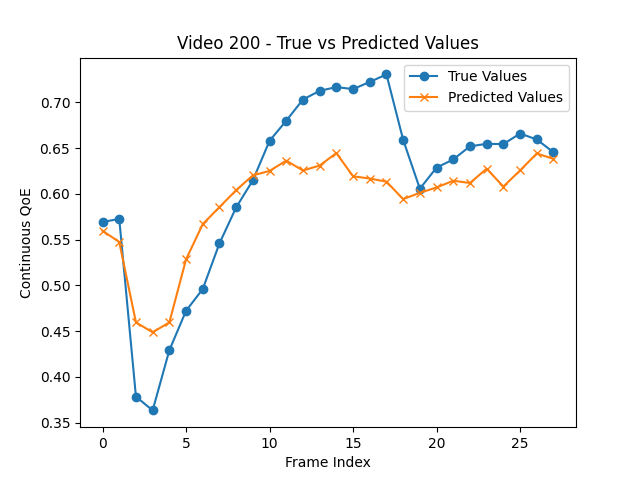 Video 200 - True vs Predicted Values
True Values
Predicted Values
Continuous QoE
0.70
0.65
0.60
0.55
0.50
0.45
0.40
0.35
0 5 10 15 20 25
Frame Index